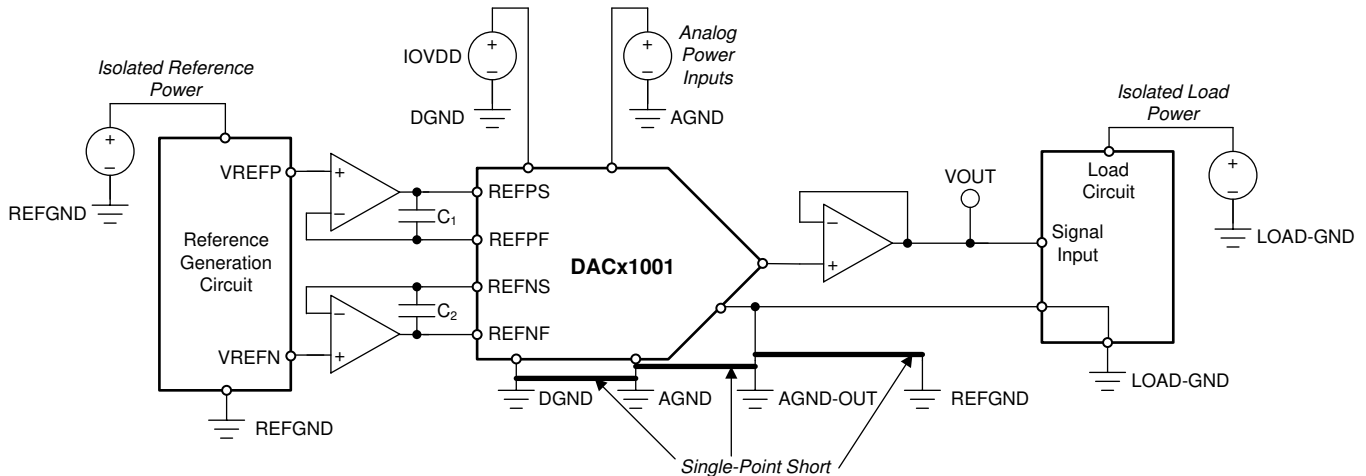 Isolated Reference
Power
IOVDD
DGND
Analog
Power
Inputs
AGND
Isolated Load
Power
REFGND
VREFP
Reference
Generation
Circuit
VREFN
REFGND
C1
C2
REFPS
REFPF
REFNS
REFNF
DACx1001
VOUT
Load
Circuit
Signal
Input
LOAD-GND
LOAD-GND
DGND
AGND
AGND-OUT
REFGND
Single-Point Short